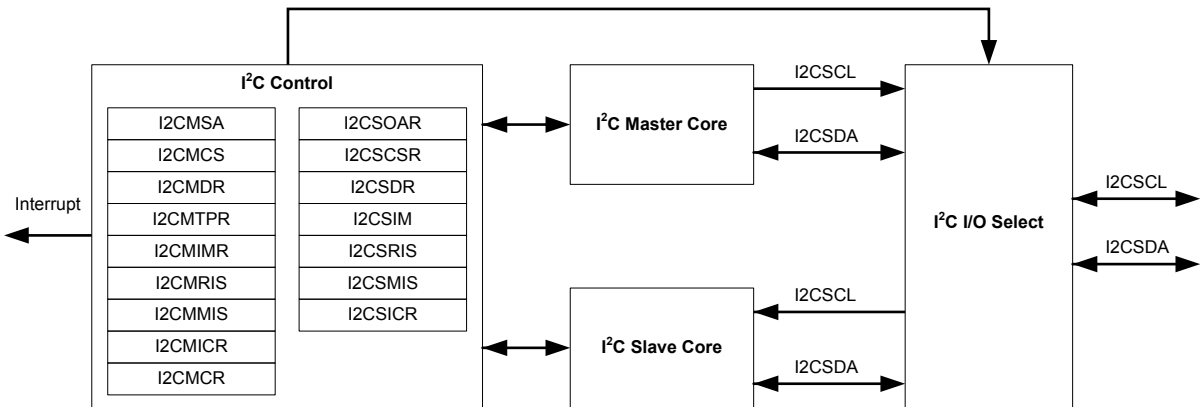 I²C Control
I2CMSA
I2CMCS
I2CMDR
I2CMTPR
I2CMIMR
I2CMRIS
I2CMMIS
I2CMICR
I2CMCR
I2CSOAR
I2CSCSR
I2CSDR
I2CSIM
I2CSRIS
I2CSMIS
I2CSICR
Interrupt
I²C Master Core
I2CSCL
I2CSDA
I²C Slave Core
I2CSCL
I2CSDA
I²C I/O Select
I2CSCL
I2CSDA